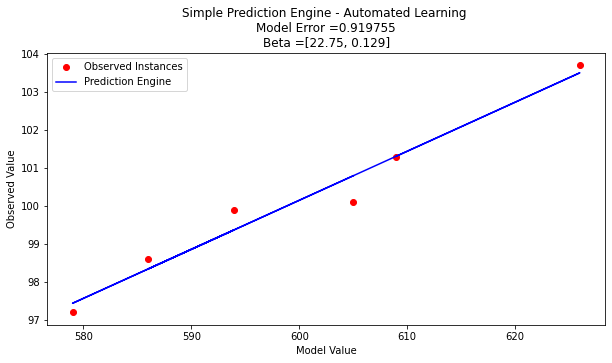 Simple Prediction Engine - Automated Learning
Model Error =0.919755
Beta =[22.75, 0.129]
Observed Instances
Prediction Engine
104
103
102
101
100
99
98
97
Observed Value
580
590
600
610
620
Model Value